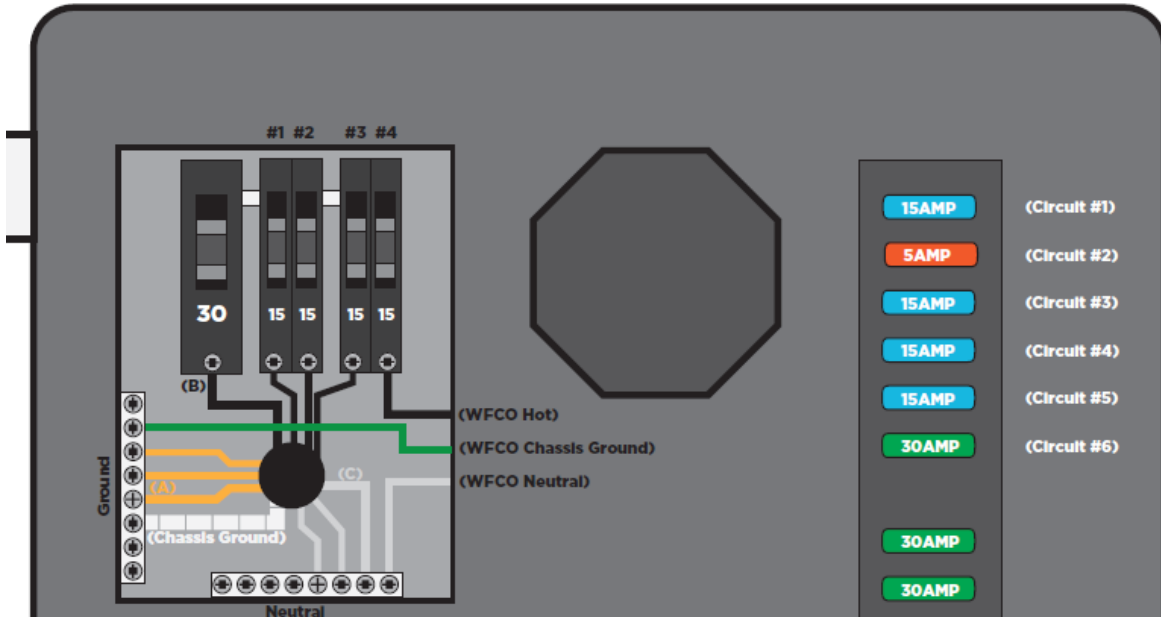 #1 #2 #3 #4
30
15 15 15 15
(B)
(WFCO Hot)
(WFCO Chassis Ground)
(WFCO Neutral)
Ground
(A)
(C)
(Chassis Ground)
Neutral
15AMP (Circuit #1)
5AMP (Circuit #2)
15AMP (Circuit #3)
15AMP (Circuit #4)
15AMP (Circuit #5)
30AMP (Circuit #6)
30AMP
30AMP